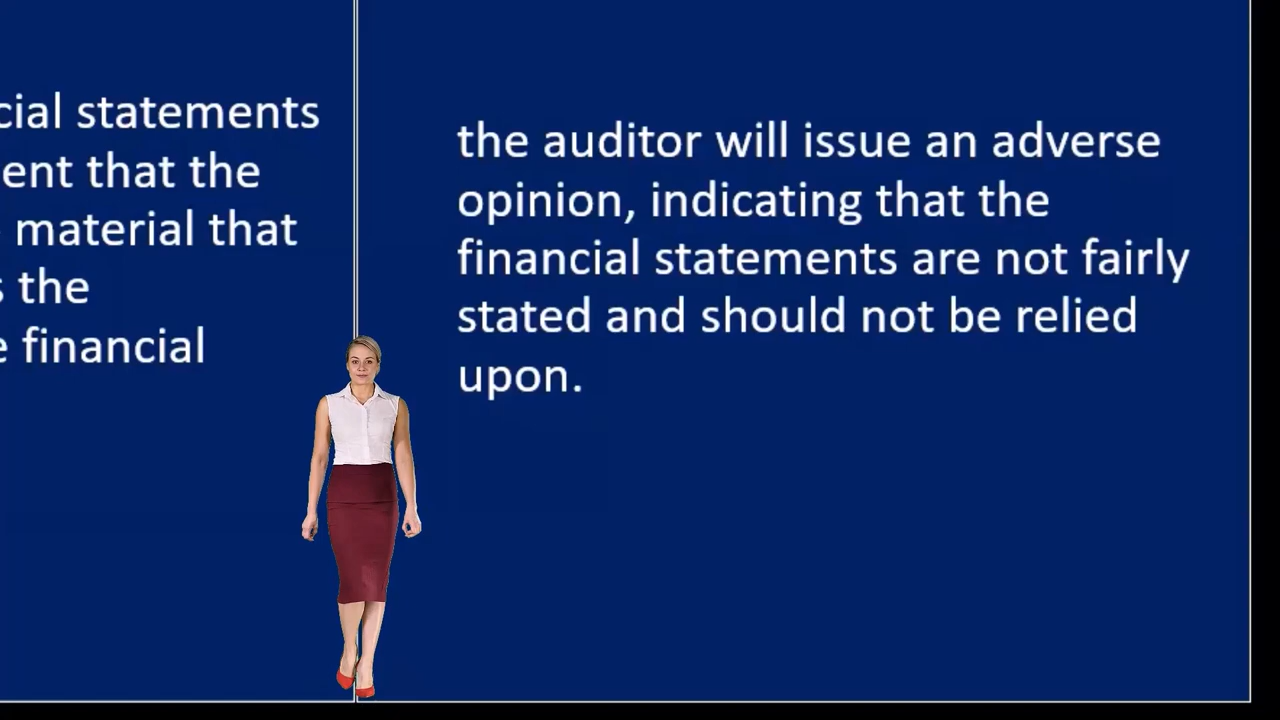 cial statements
ent that the
material that
the
financial
the auditor will issue an adverse
opinion, indicating that the
financial statements are not fairly
stated and should not be relied
upon.